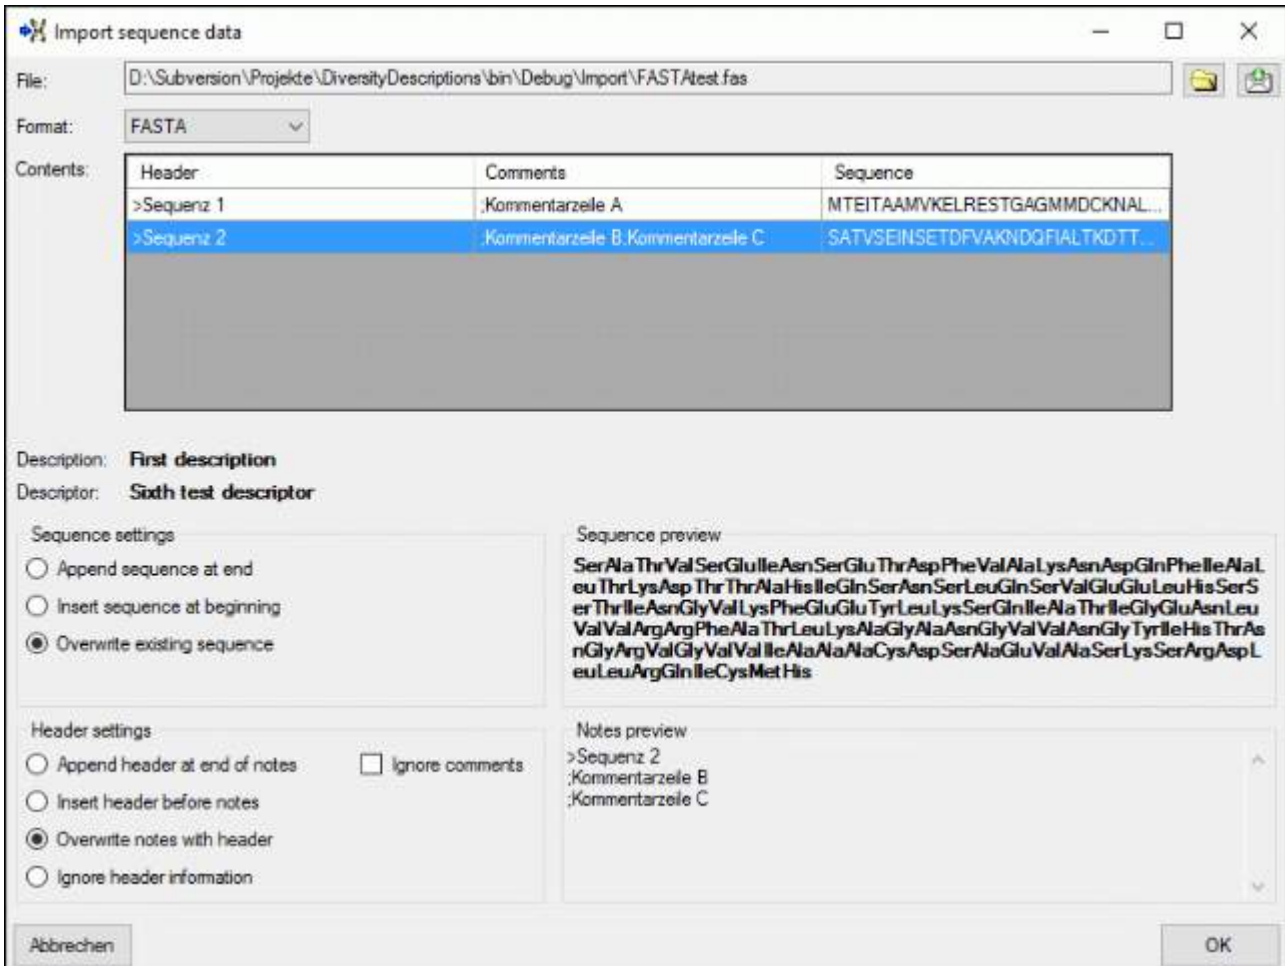 Import sequence data
File: D:\Subversion\Projekte\DiversityDescriptions\bin\Debug\Import\FASTAtest.fas
Format: FASTA
Contents: Header Comments Sequence
>Sequenz 1 ;Kommentarzeile A MTEITAAMVKELRESTGAGMMDCKNAL...
>Sequenz 2 ;Kommentarzeile B;Kommentarzeile C SATVSEINSETDFVAKNDQFIALTKDTT...
Description: First description
Descriptor: Sixth test descriptor
Sequence settings
Append sequence at end
Insert sequence at beginning
Overwrite existing sequence
Sequence preview
SerAlaThrValSerGluIleAsnSerGluThrAspPheValAlaLysAsnAspGlnPheIleAlaL
euThrLysAspThrThrAlaHisIleGlnSerAsnSerLeuGlnSerValGluGluLeuHisSerS
erThrIleAsnGlyValLysPheGluGluTyrLeuLysSerGlnIleAlaThrIleGlyGluAsnLeu
ValValArgArgPheAlaThrLeuLysAlaGlyAlaAsnGlyValValAsnGlyTyrIleHisThrAs
nGlyArgValGlyValValIleAlaAlaAlaCysAspSerAlaGluValAlaSerLysSerArgAspL
euLeuArgGlnIleCysMetHis
Header settings
Append header at end of notes
Ignore comments
Insert header before notes
Overwrite notes with header
Ignore header information
Notes preview
>Sequenz 2
;Kommentarzeile B
;Kommentarzeile C
Abbrechen
OK